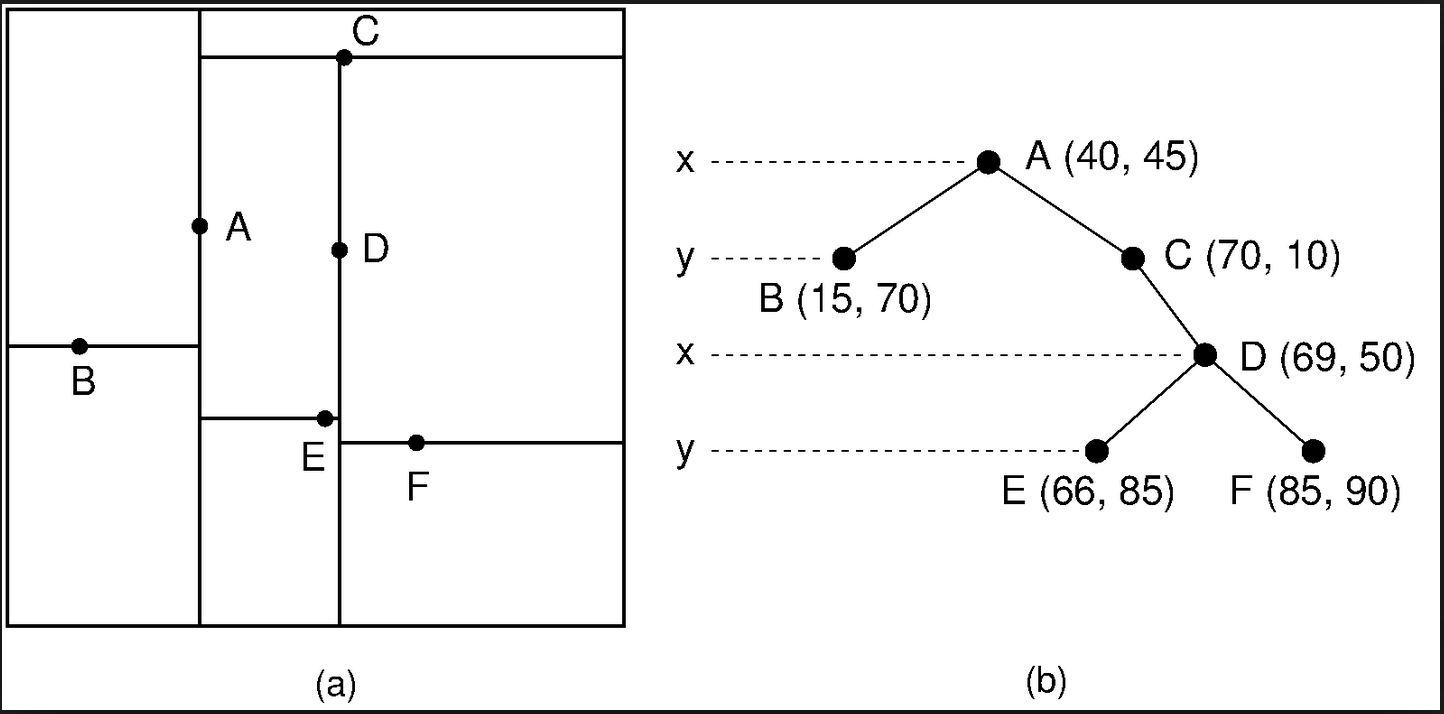 C
A
D
B
E
F
(a)
x
A (40, 45)
y
B (15, 70)
C (70, 10)
x
D (69, 50)
y
E (66, 85)
F (85, 90)
(b)